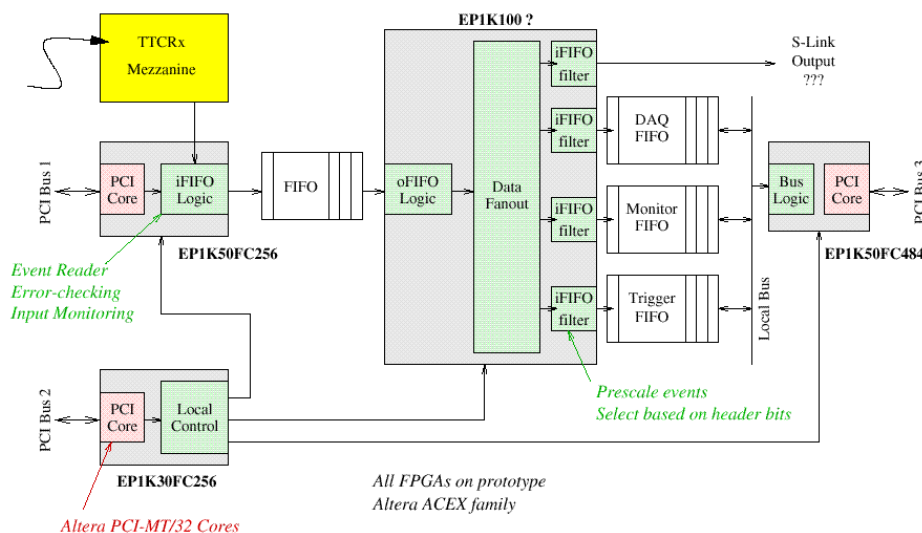 EP1K100 ?
TTCRx
Mezzanine
iFIFO
filter
S-Link
Output
???
iFIFO
filter
DAQ
FIFO
PCI Bus 1
PCI
Core
iFIFO
Logic
FIFO
oFIFO
Logic
Data
Fanout
Bus
Logic
PCI
Core
PCI Bus 3
iFIFO
filter
Monitor
FIFO
EP1K50FC256
EP1K50FC484
Event Reader
Error-checking
Input Monitoring
iFIFO
filter
Trigger
FIFO
Local Bus
PCI Bus 2
PCI
Core
Local
Control
Prescale events
Select based on header bits
EP1K30FC256
All FPGAs on prototype
Altera ACEX family
Altera PCI-MT/32 Cores